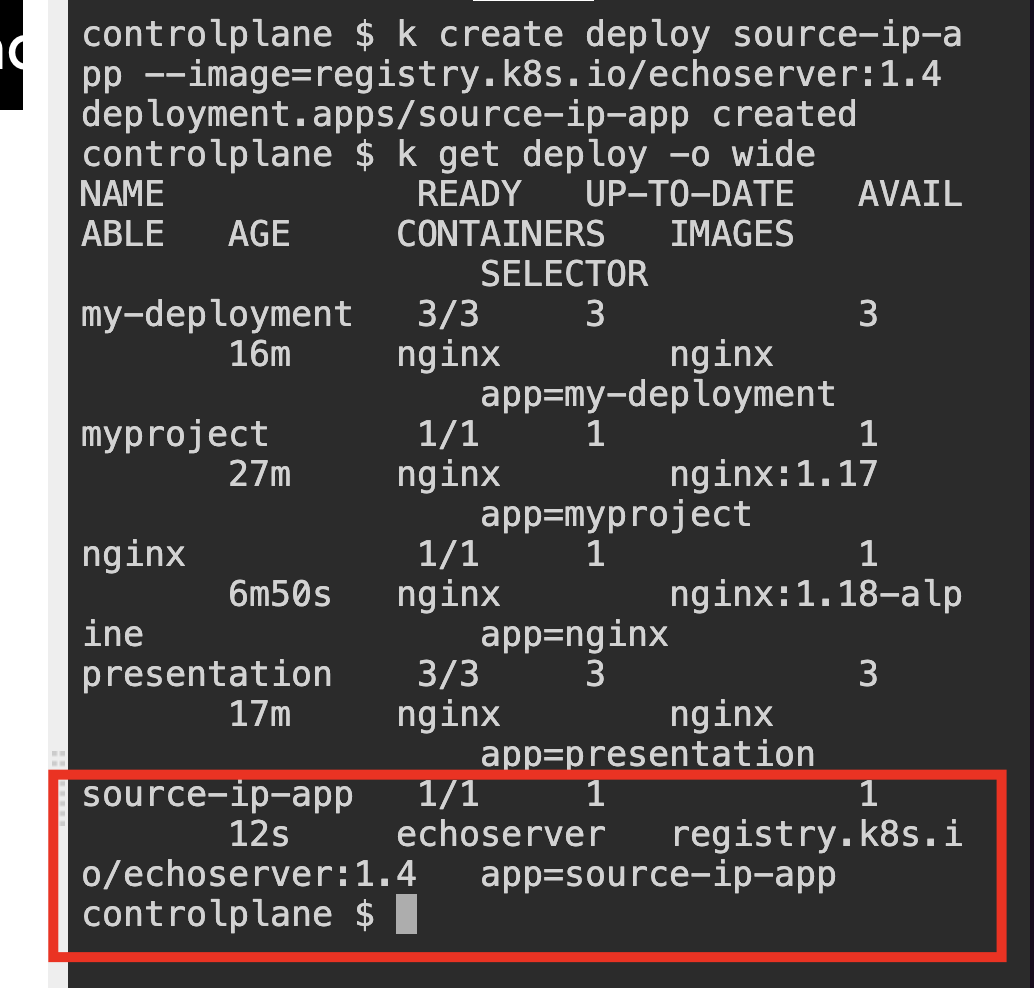 controlplane $ k create deploy source-ip-a
pp --image=registry.k8s.io/echoserver:1.4
deployment.apps/source-ip-app created
controlplane $ k get deploy -o wide
NAME            READY   UP-TO-DATE   AVAIL
ABLE   AGE     CONTAINERS   IMAGES
                   SELECTOR
my-deployment   3/3     3            3
       16m     nginx        nginx
                   app=my-deployment
myproject       1/1     1            1
       27m     nginx        nginx:1.17
                   app=myproject
nginx           1/1     1            1
       6m50s   nginx        nginx:1.18-alp
ine                app=nginx
presentation    3/3     3            3
       17m     nginx        nginx
                   app=presentation
source-ip-app   1/1     1            1
       12s     echoserver   registry.k8s.i
o/echoserver:1.4   app=source-ip-app
controlplane $